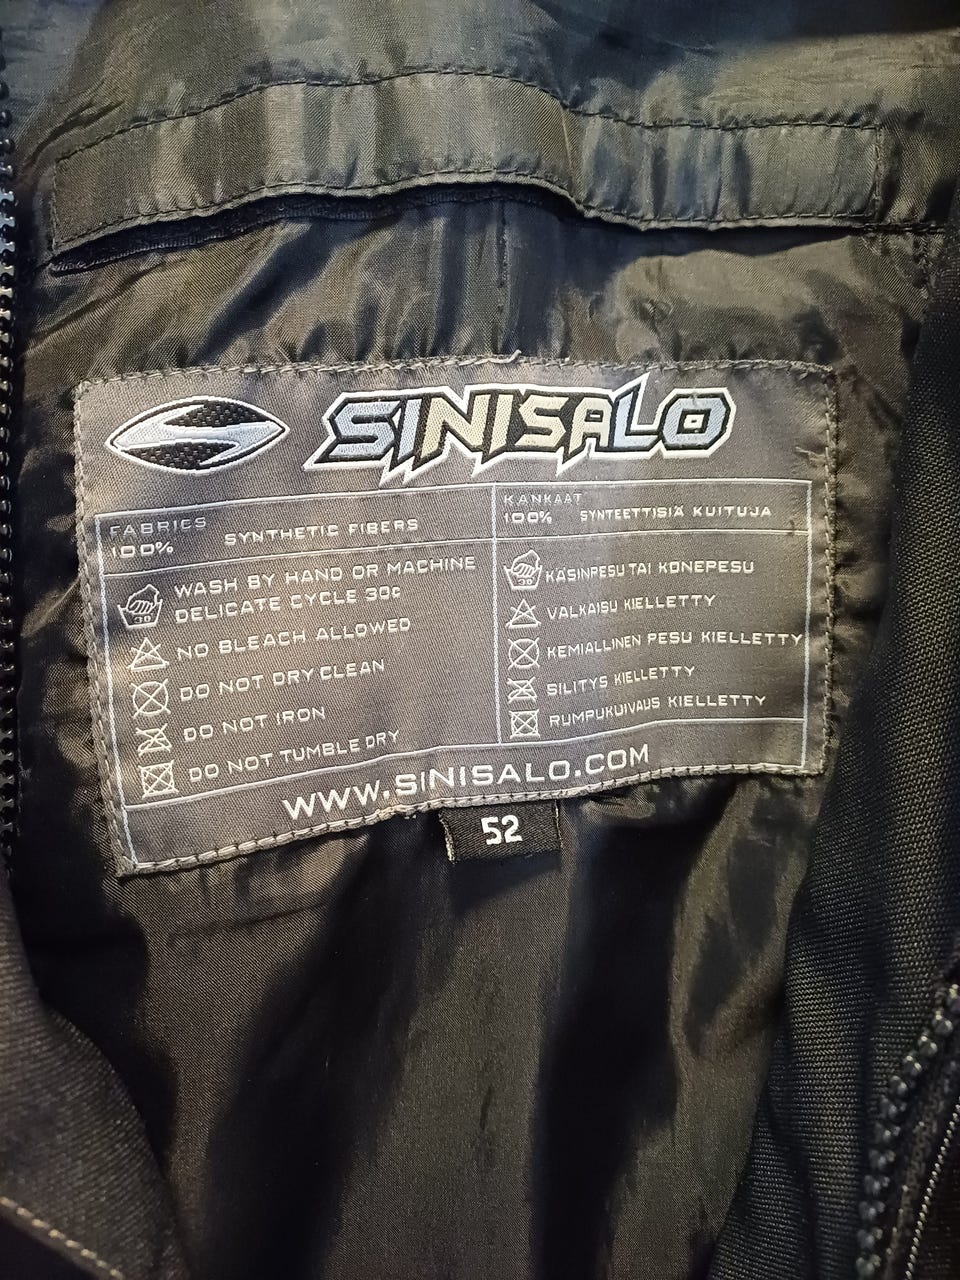 SINISALO
FABRICS
100% SYNTHETIC FIBERS
WASH BY HAND OR MACHINE
DELICATE CYCLE 30c
NO BLEACH ALLOWED
DO NOT DRY CLEAN
DO NOT IRON
DO NOT TUMBLE DRY
KANKAAT
100% SYNTEETTISIÄ KUITUJA
30 KÄSINPESU TAI KONEPESU
VALKAISU KIELLETTY
KEMIALLINEN PESU KIELLETTY
SILITYS KIELLETTY
RUMPUKUIVAUS KIELLETTY
30
WWW.SINISALO.COM
52